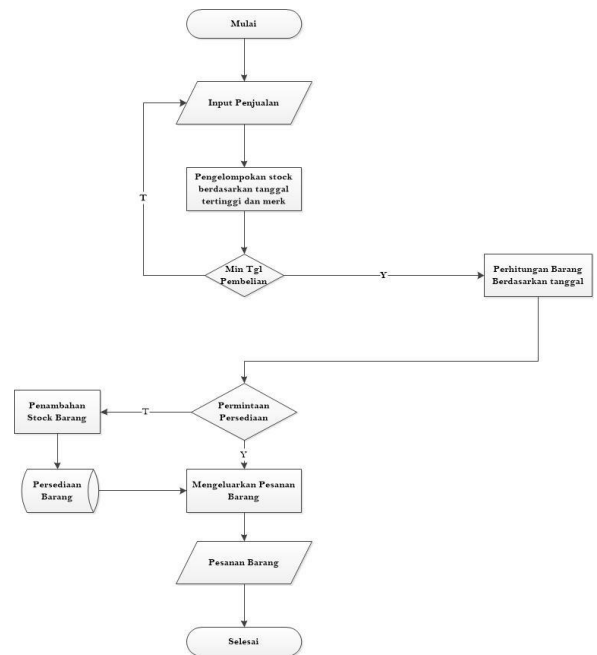 Mulai
Input Penjualan
Pengelompokan stock
berdasarkan tanggal
tertinggi dan merk
T
Min Tgl
Pembelian
Y
Perhitungan Barang
Berdasarkan tanggal
Permintaan
Persediaan
T
Penambahan
Stock Barang
Y
Persediaan
Barang
Mengeluarkan Pesanan
Barang
Pesanan Barang
Selesai